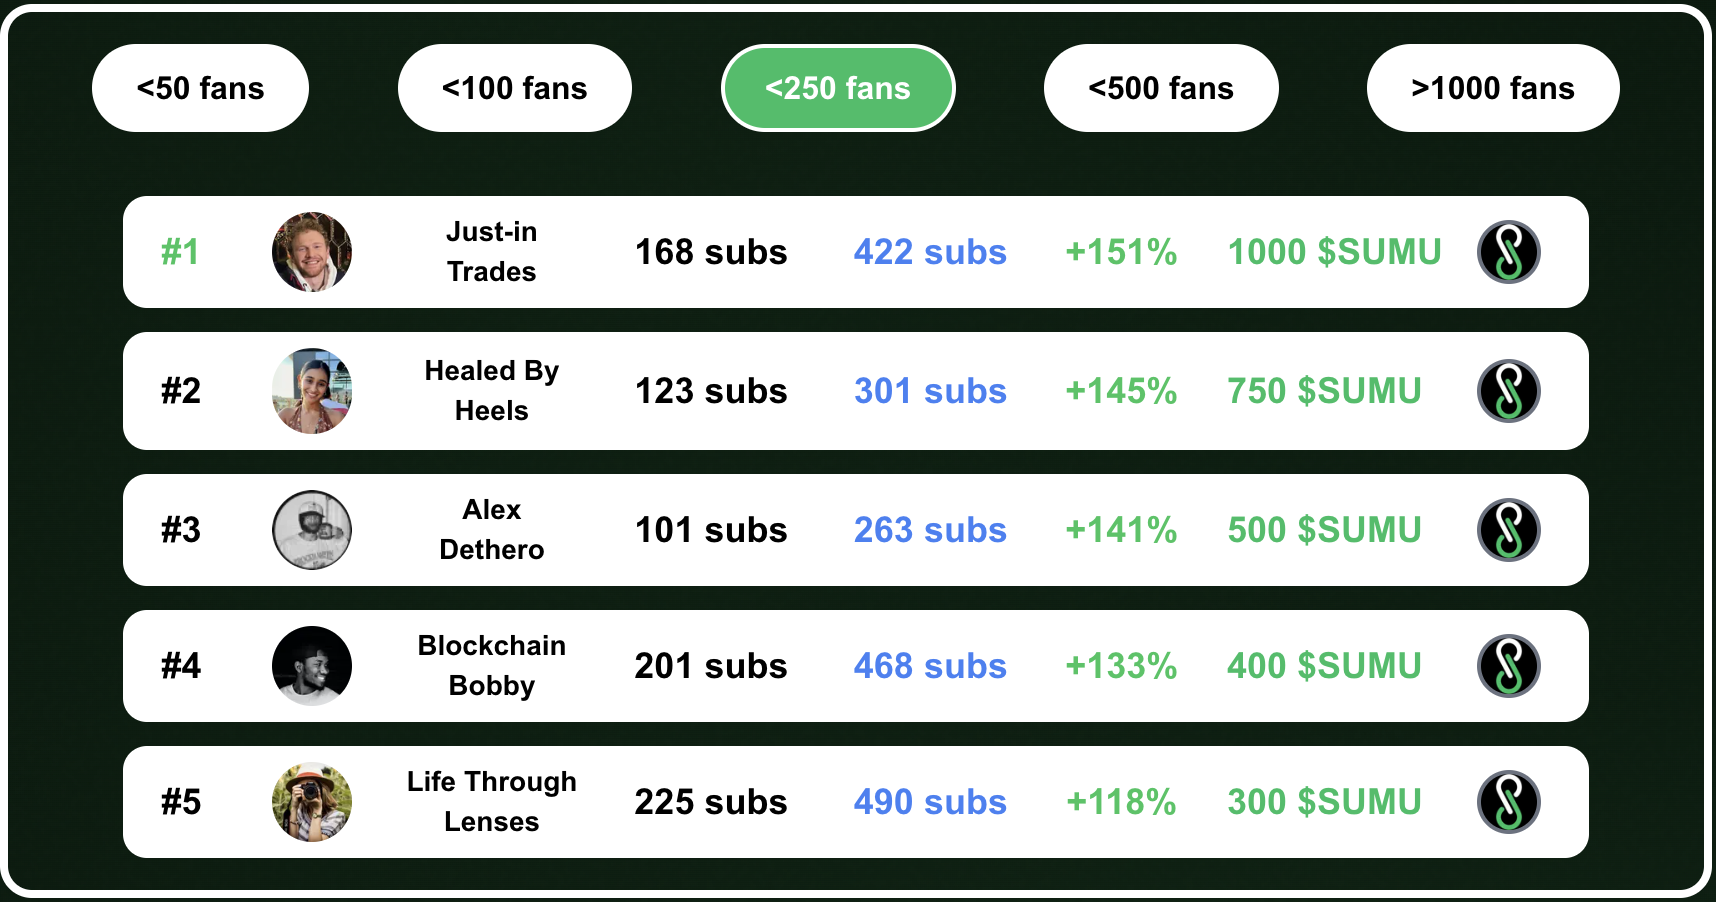 <50 fans
<100 fans
<250 fans
<500 fans
>1000 fans
#1
Just-in
Trades
168 subs
422 subs
+151%
1000 $SUMU
#2
Healed By
Heels
123 subs
301 subs
+145%
750 $SUMU
#3
Alex
Dethero
101 subs
263 subs
+141%
500 $SUMU
#4
Blockchain
Bobby
201 subs
468 subs
+133%
400 $SUMU
#5
Life Through
Lenses
225 subs
490 subs
+118%
300 $SUMU